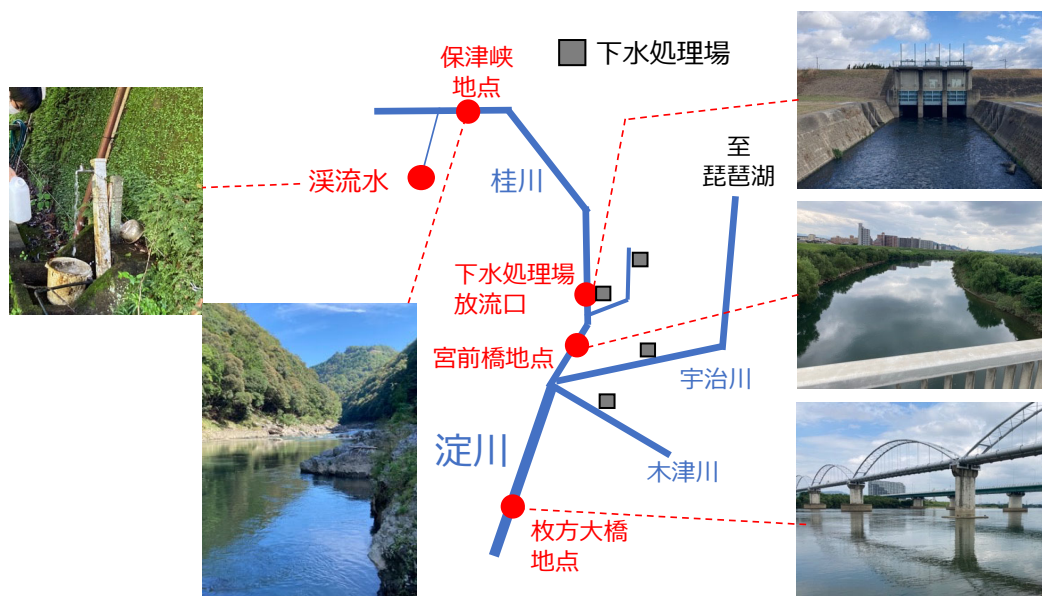 保津峡
地点
下水処理場
至
琵琶湖
渓流水
桂川
下水処理場
放流口
宮前橋地点
宇治川
淀川
木津川
枚方大橋
地点